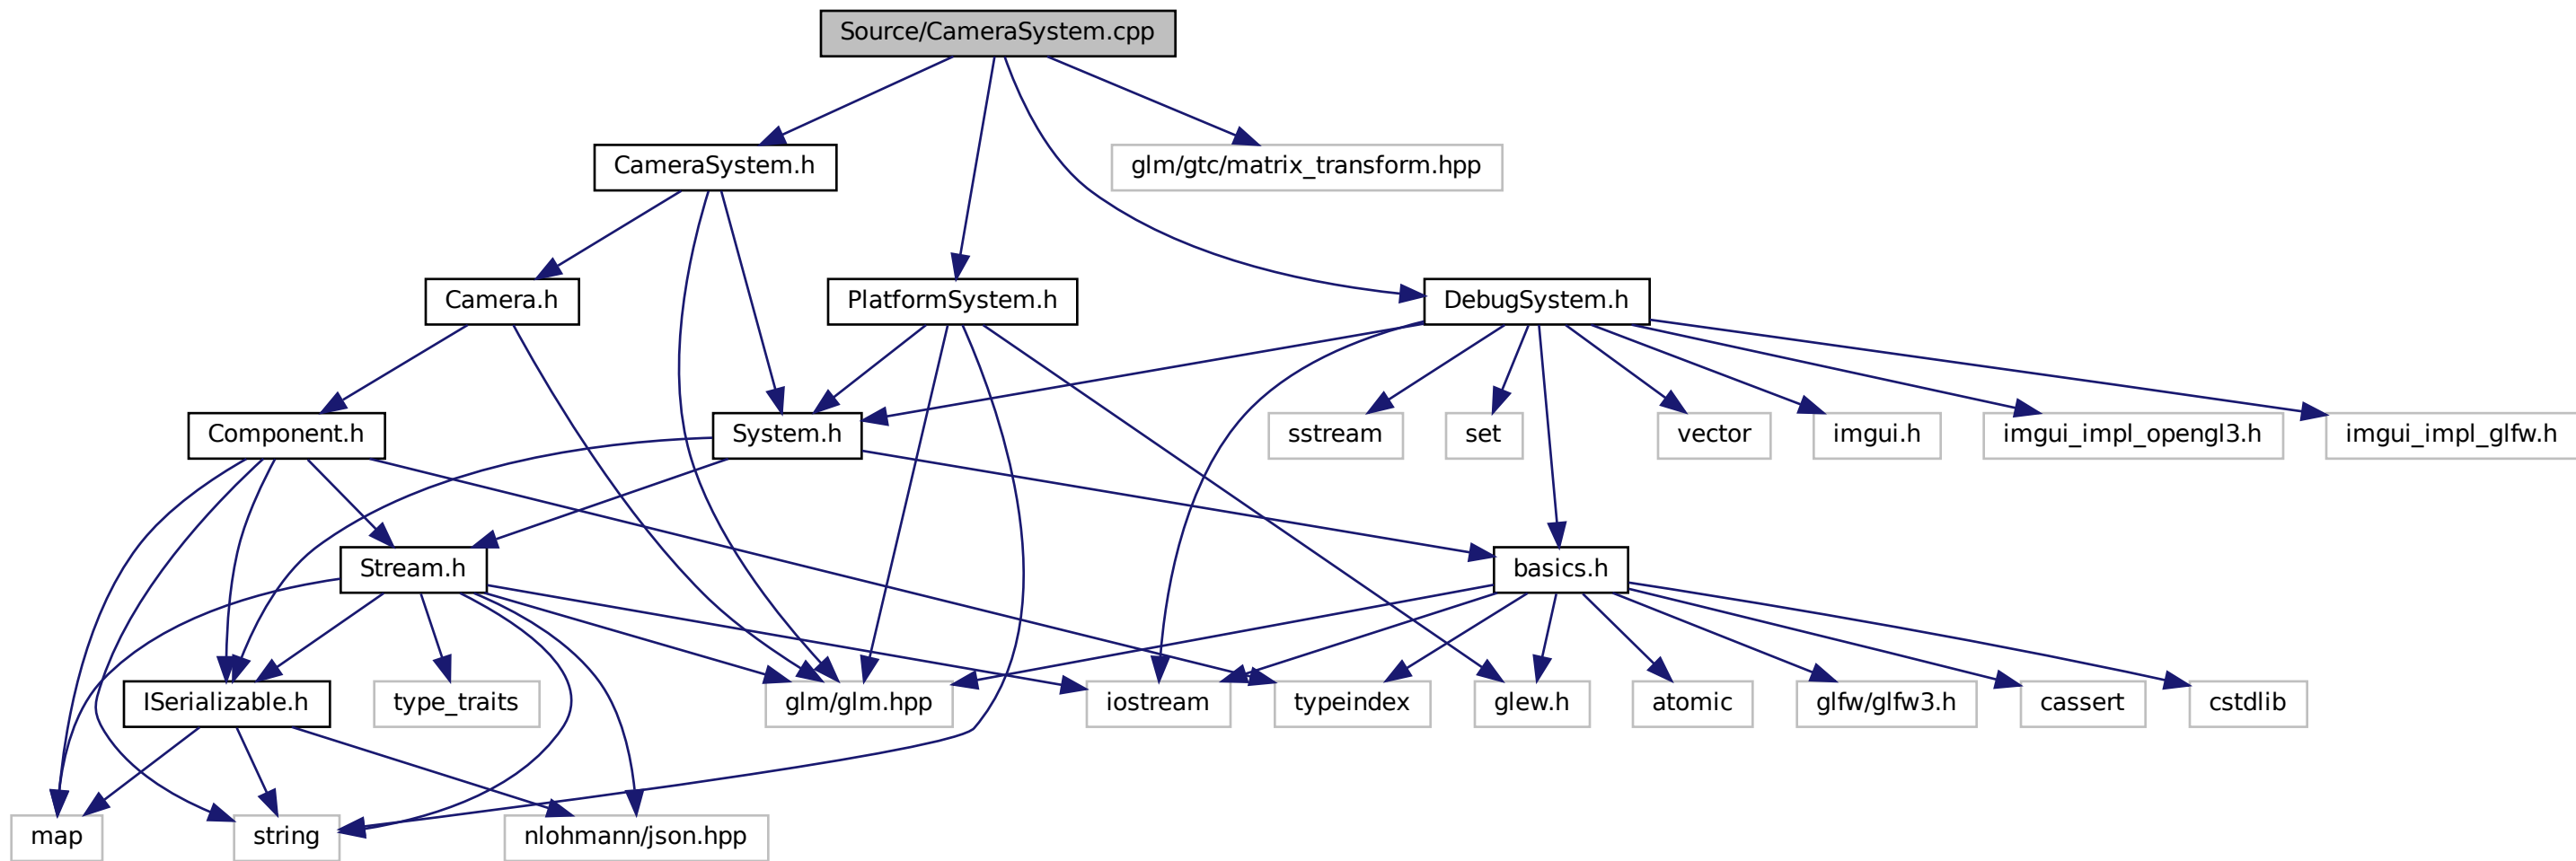 Source/CameraSystem.cpp
CameraSystem.h
glm/gtc/matrix_transform.hpp
Camera.h
PlatformSystem.h
DebugSystem.h
Component.h
System.h
sstream
set
vector
imgui.h
imgui_impl_opengl3.h
imgui_impl_glfw.h
Stream.h
basics.h
ISerializable.h
type_traits
glm/glm.hpp
iostream
typeindex
glew.h
atomic
glfw/glfw3.h
cassert
cstdlib
map
string
nlohmann/json.hpp